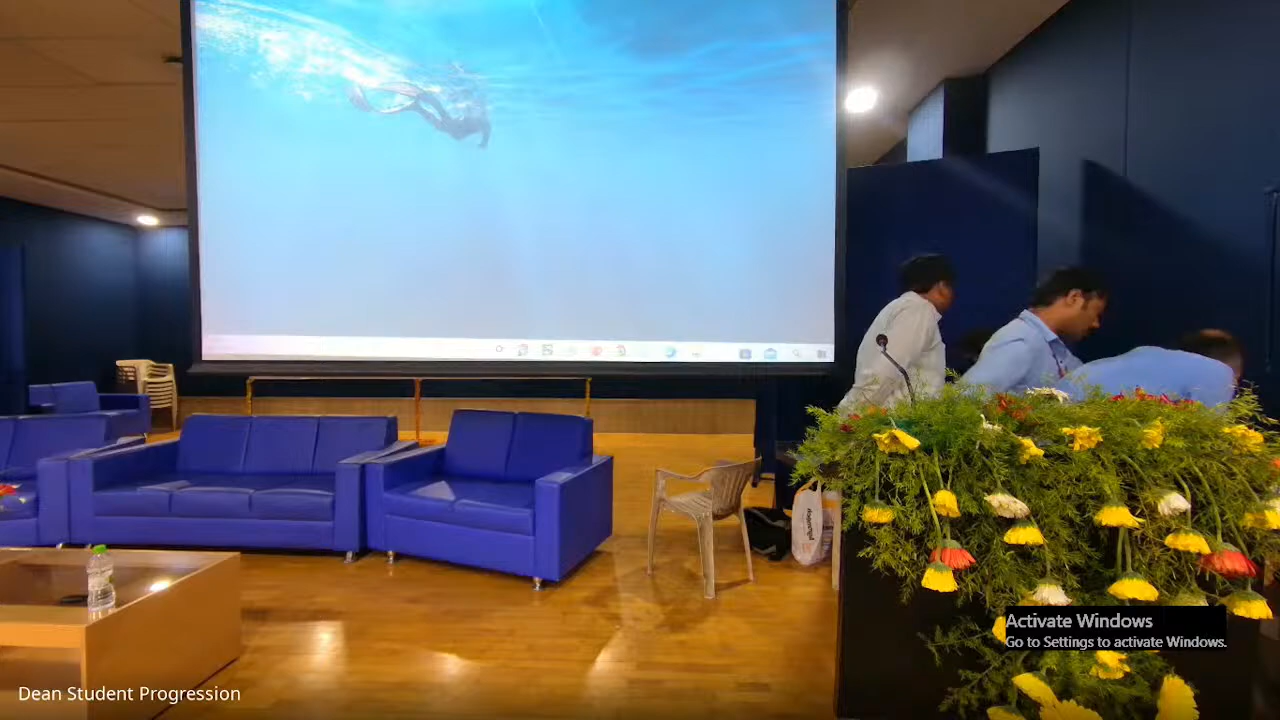 Activate Windows
Go to Settings to activate Windows.
Dean Student Progression